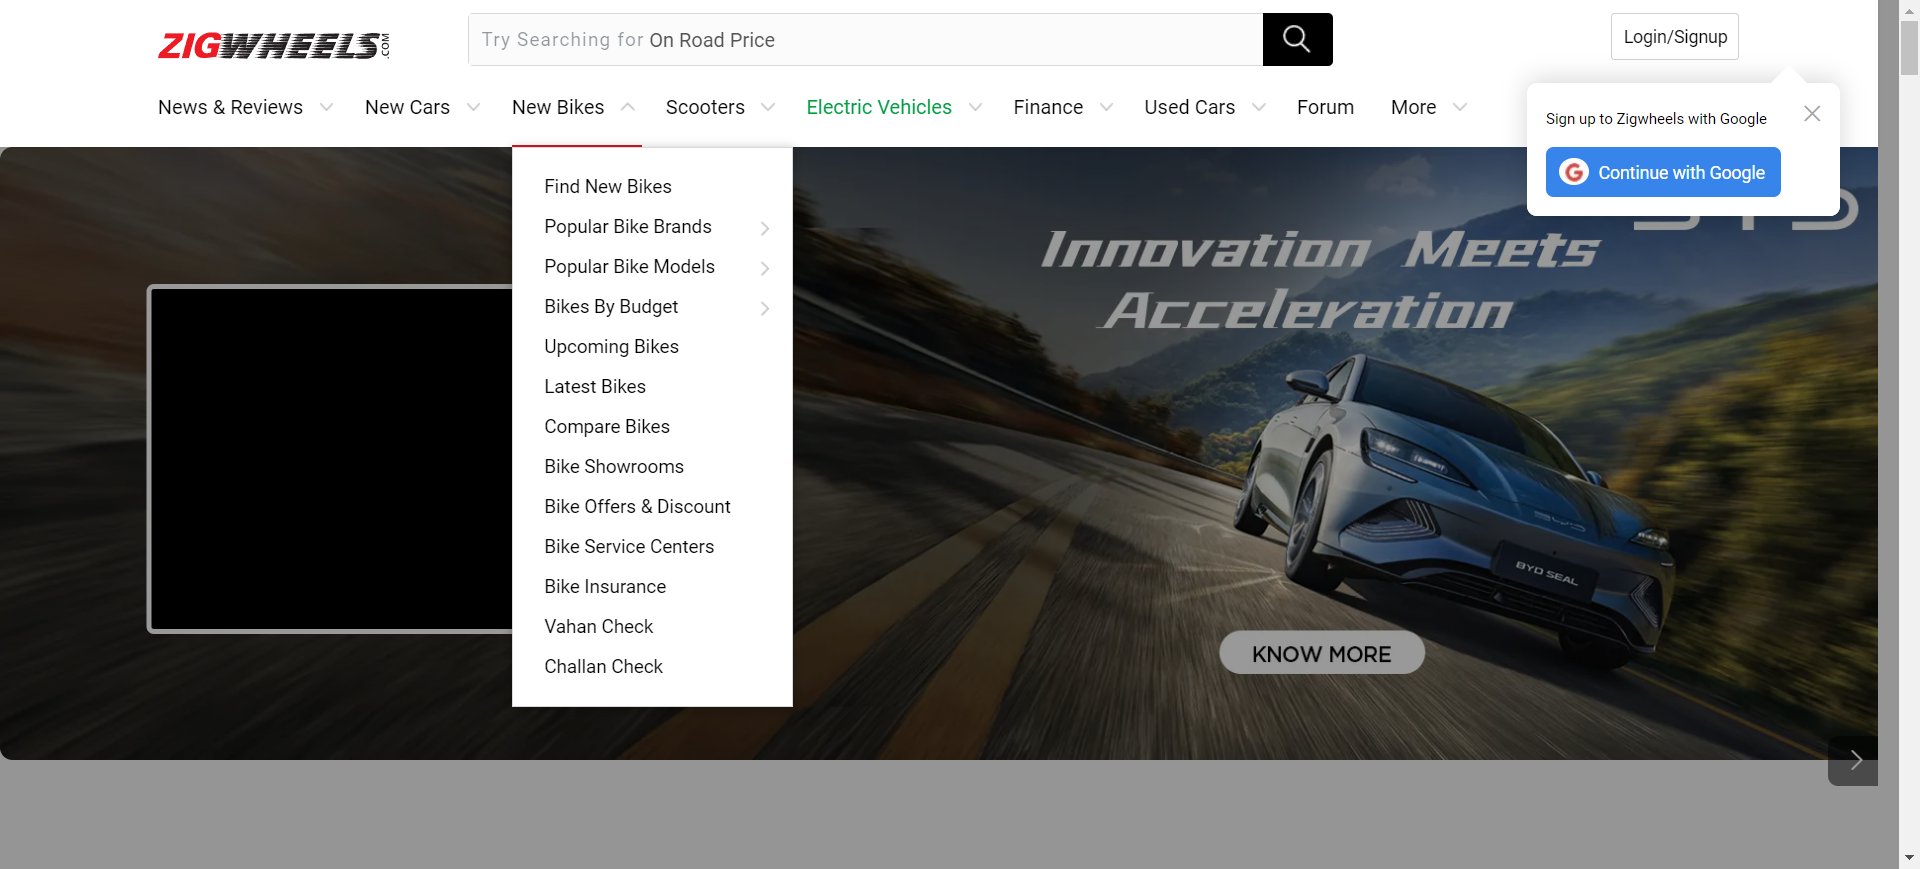 ZIGWHEELS.COM
Try Searching for On Road Price
Login/Signup
News & Reviews
New Cars
New Bikes
Scooters
Electric Vehicles
Finance
Used Cars
Forum
More
Sign up to Zigwheels with Google
G Continue with Google
Find New Bikes
Popular Bike Brands
Popular Bike Models
Bikes By Budget
Upcoming Bikes
Latest Bikes
Compare Bikes
Bike Showrooms
Bike Offers & Discount
Bike Service Centers
Bike Insurance
Vahan Check
Challan Check
Innovation Meets
Acceleration
BYD
BYD SEAL
KNOW MORE